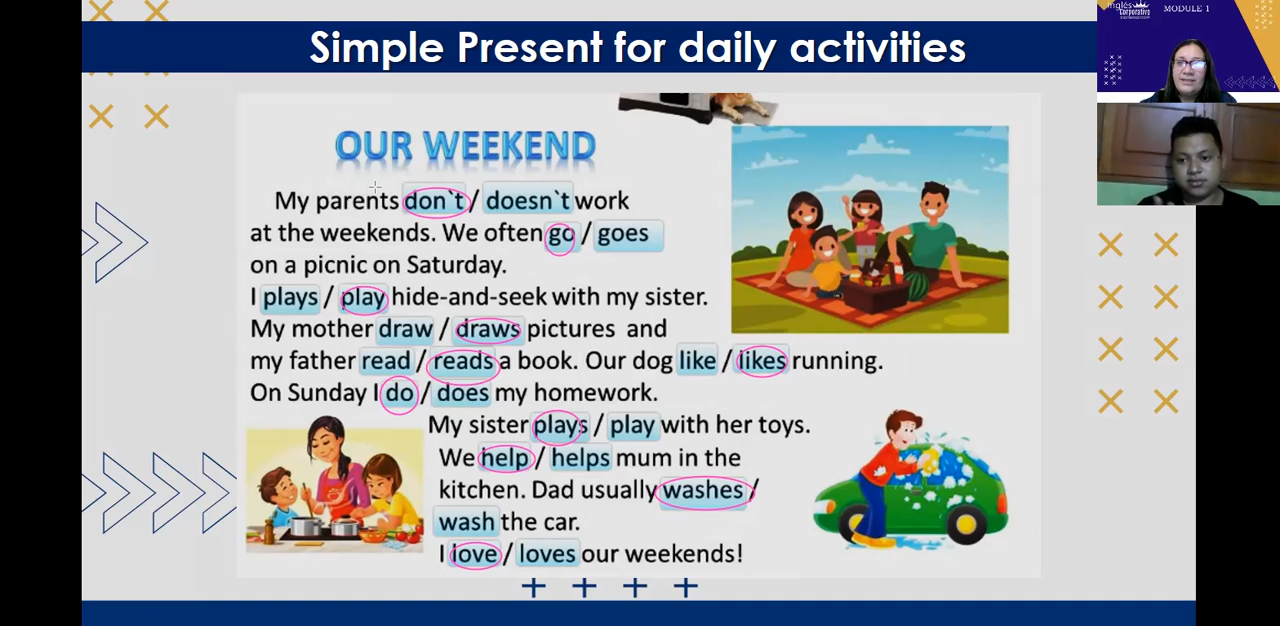 Simple Present for daily activities
Inglés
Corporativo
MODULE 1
OUR WEEKEND
My parents don`t / doesn`t work
at the weekends. We often go / goes
on a picnic on Saturday.
I plays / play hide-and-seek with my sister.
My mother draw / draws pictures and
my father read / reads a book. Our dog like / likes running.
On Sunday I do / does my homework.
My sister plays / play with her toys.
We help / helps mum in the
kitchen. Dad usually washes /
wash the car.
I love / loves our weekends!